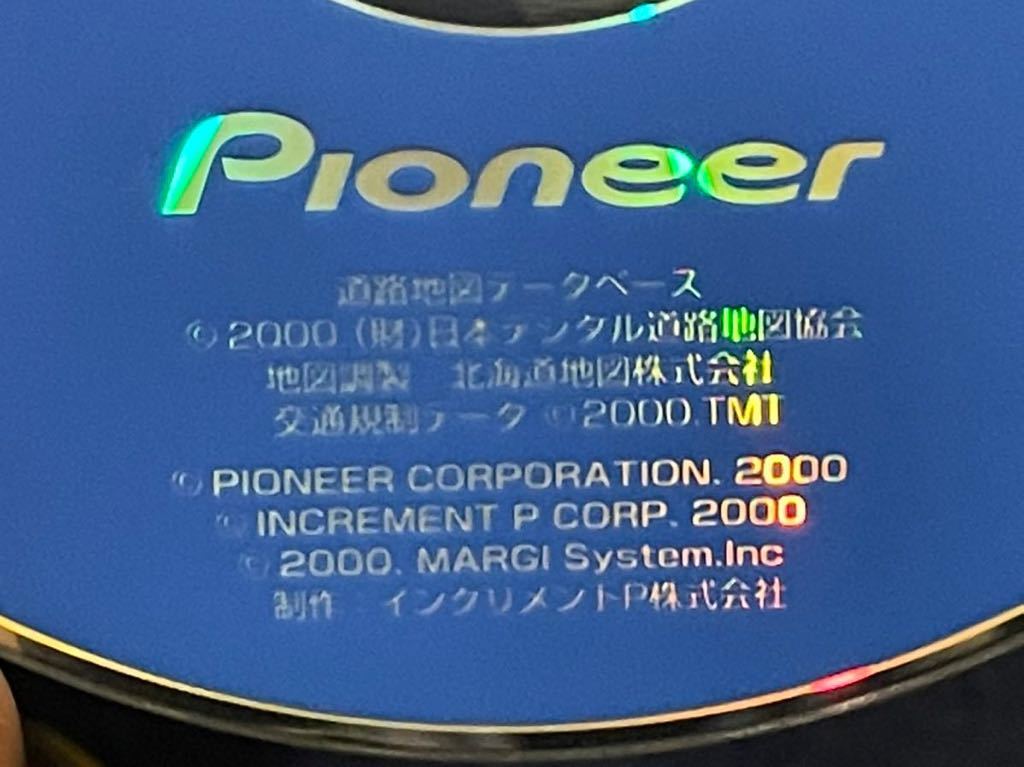 Pioneer
道路地図データベース
© 2000 (財)日本デジタル道路地図協会
地図調製 北海道地図株式会社
交通規制データ © 2000.TMT
© PIONEER CORPORATION. 2000
© INCREMENT P CORP. 2000
© 2000. MARGI System.Inc
制作 インクリメントP株式会社